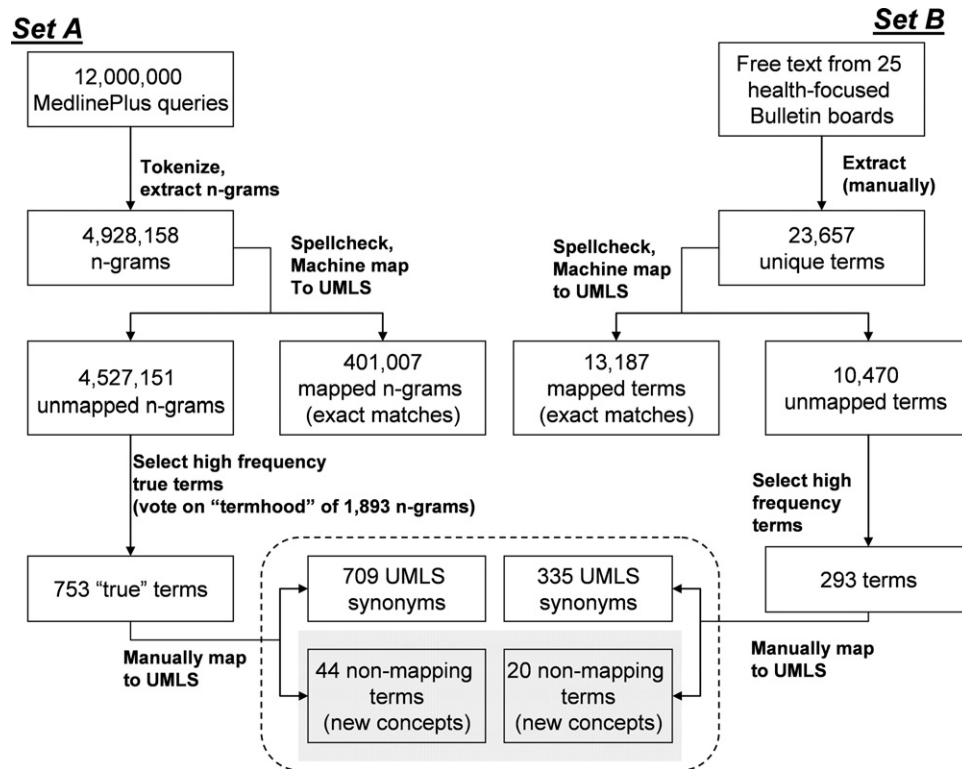 Set A
Set B
12,000,000
MedlinePlus queries
Free text from 25
health-focused
Bulletin boards
Tokenize,
extract n-grams
Extract
(manually)
4,928,158
n-grams
23,657
unique terms
Spellcheck,
Machine map
To UMLS
Spellcheck,
Machine map
to UMLS
4,527,151
unmapped n-grams
401,007
mapped n-grams
(exact matches)
13,187
mapped terms
(exact matches)
10,470
unmapped terms
Select high frequency
true terms
(vote on “termhood” of 1,893 n-grams)
Select high
frequency
terms
753 “true” terms
709 UMLS
synonyms
335 UMLS
synonyms
293 terms
Manually map
to UMLS
44 non-mapping
terms
(new concepts)
20 non-mapping
terms
(new concepts)
Manually map
to UMLS